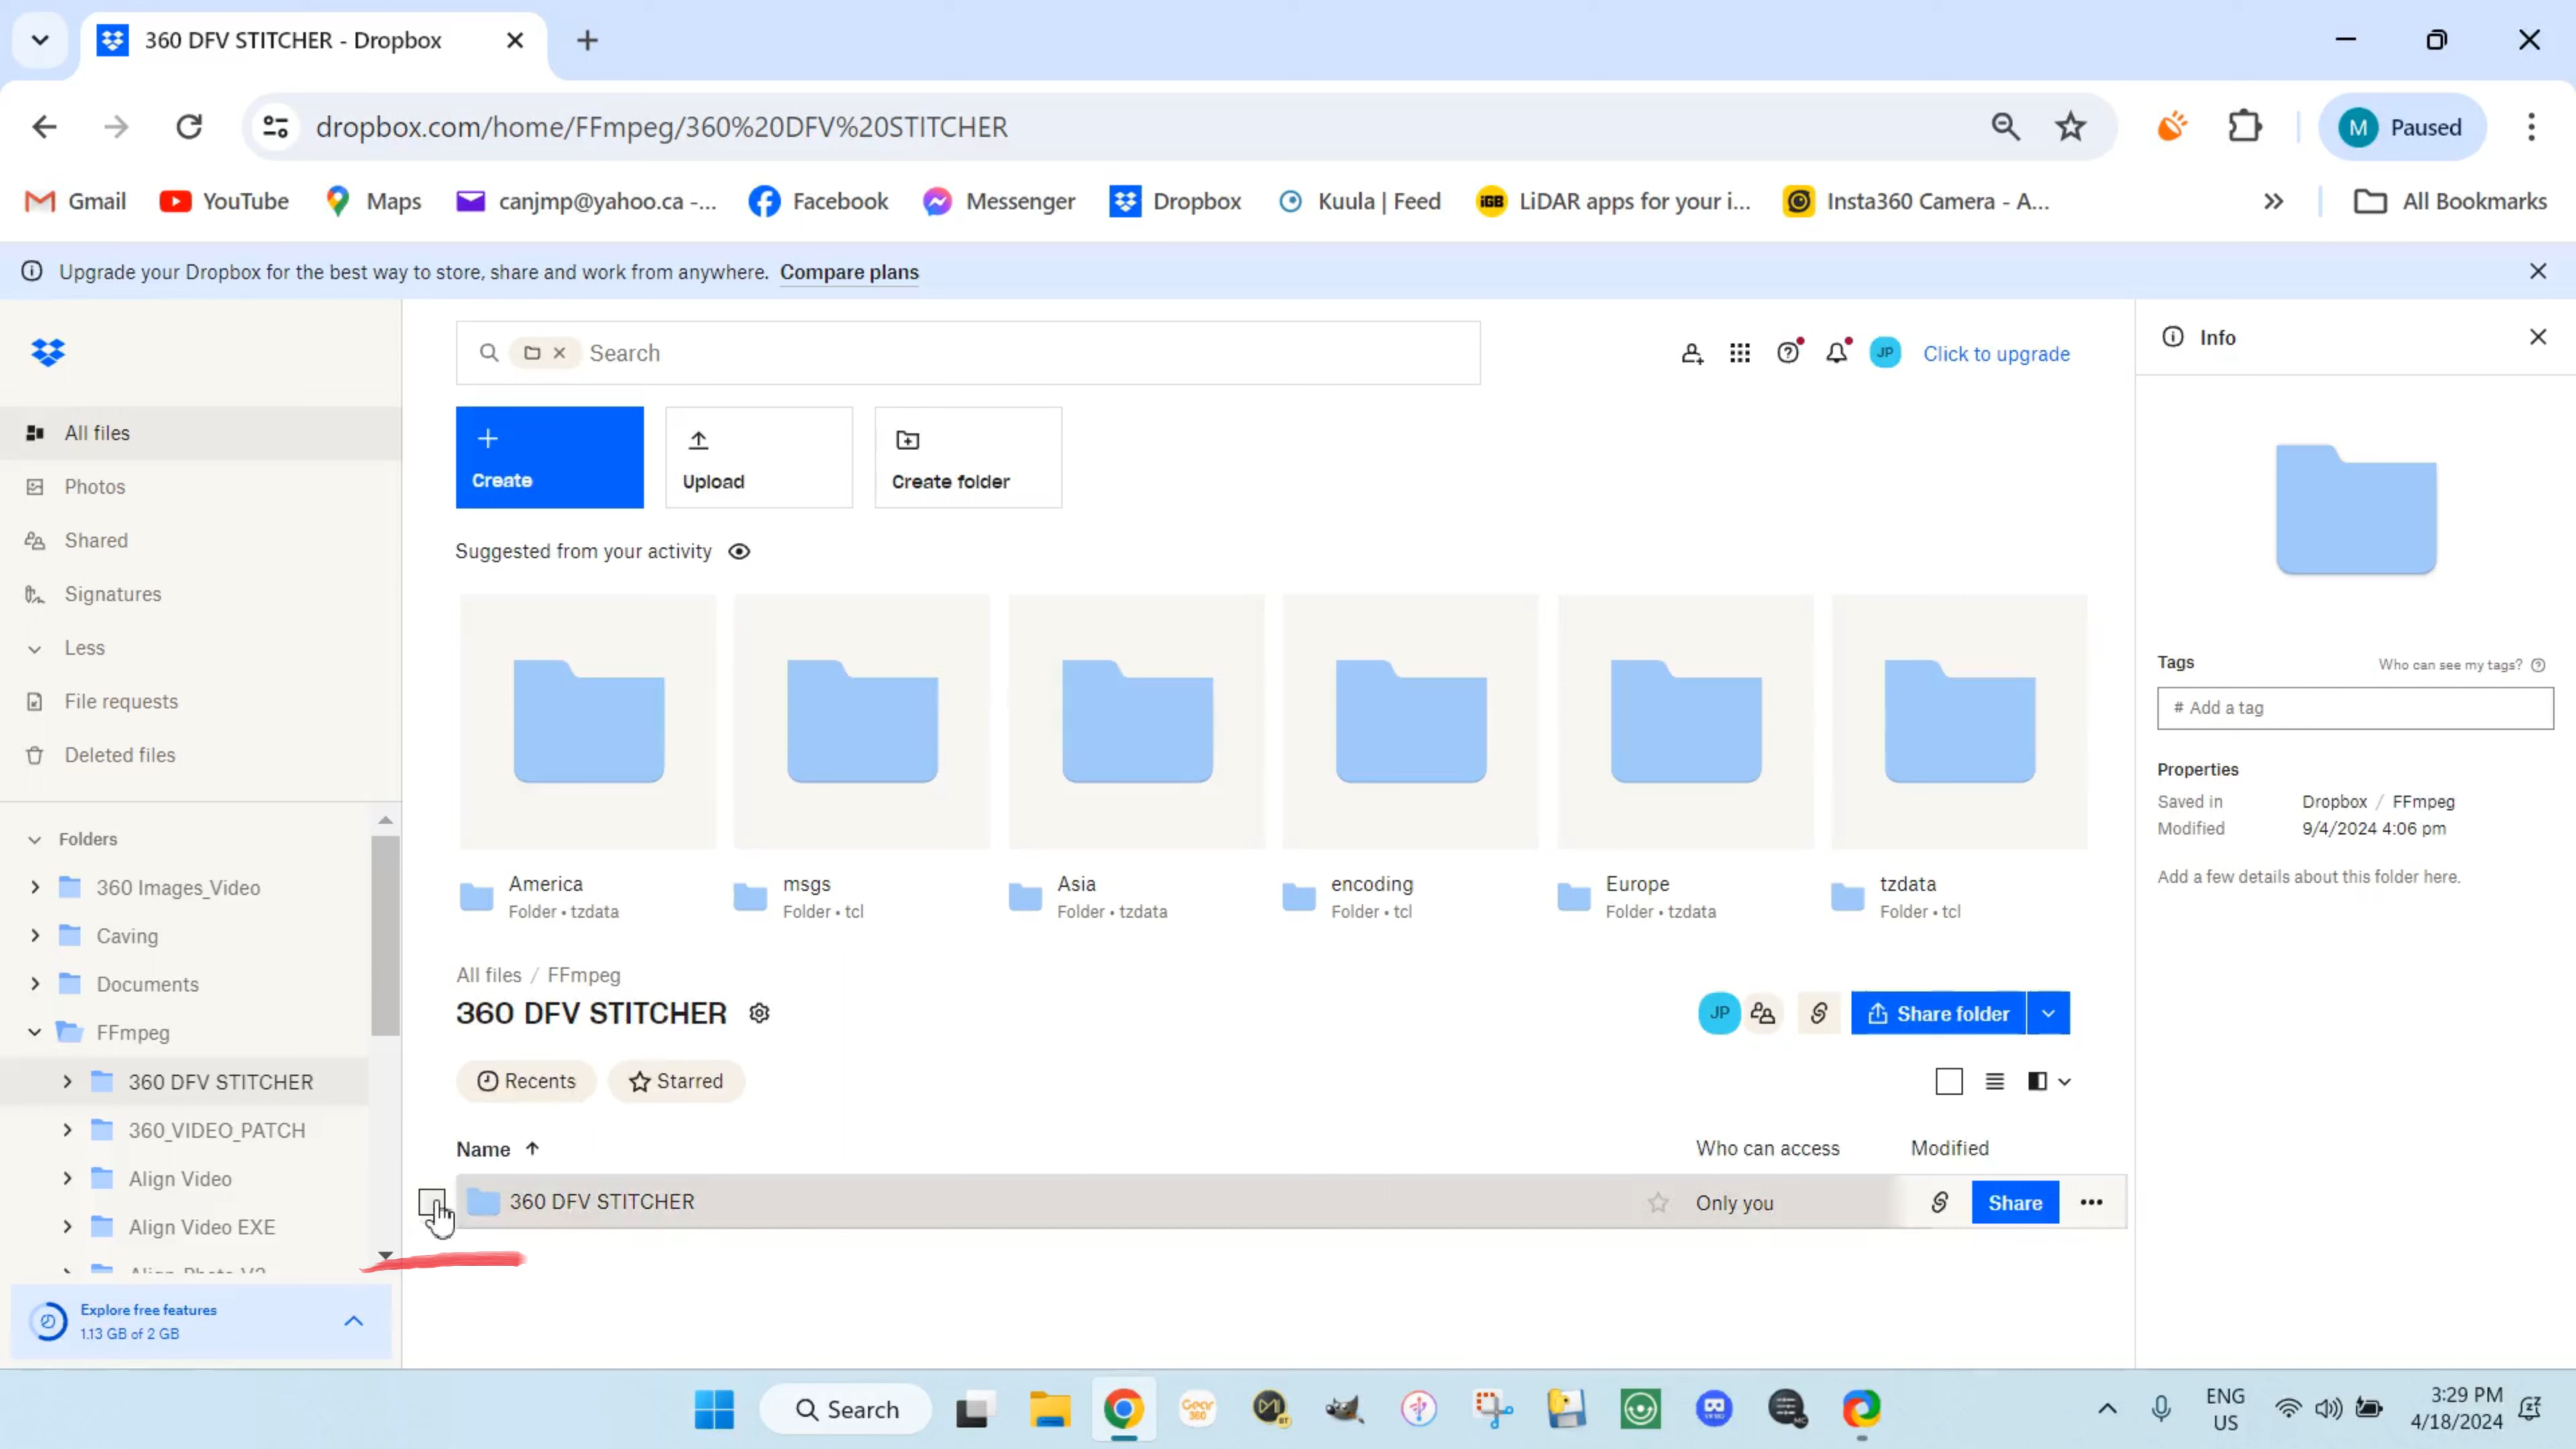 360 DFV STITCHER - Dropbox
dropbox.com/home/FFmpeg/360%20DFV%20STITCHER
M Paused
Gmail YouTube Maps canjmp@yahoo.ca -... Facebook Messenger Dropbox Kuula | Feed iGB LiDAR apps for your i... Insta360 Camera - A... All Bookmarks
Upgrade your Dropbox for the best way to store, share and work from anywhere. Compare plans
Search
JP Click to upgrade
Info
All files
Photos
Shared
Signatures
Less
File requests
Deleted files
Create
Upload
Create folder
Suggested from your activity
America
Folder • tzdata
msgs
Folder • tcl
Asia
Folder • tzdata
encoding
Folder • tcl
Europe
Folder • tzdata
tzdata
Folder • tcl
Tags Who can see my tags?
# Add a tag
Properties
Saved in Dropbox / FFmpeg
Modified 9/4/2024 4:06 pm
Add a few details about this folder here.
Folders
360 Images_Video
Caving
Documents
FFmpeg
360 DFV STITCHER
360_VIDEO_PATCH
Align Video
Align Video EXE
All files / FFmpeg
360 DFV STITCHER
JP
Share folder
Recents Starred
Name Who can access Modified
360 DFV STITCHER Only you Share
Explore free features
1.13 GB of 2 GB
Search
Gear
360
ENG
US
3:29 PM
4/18/2024